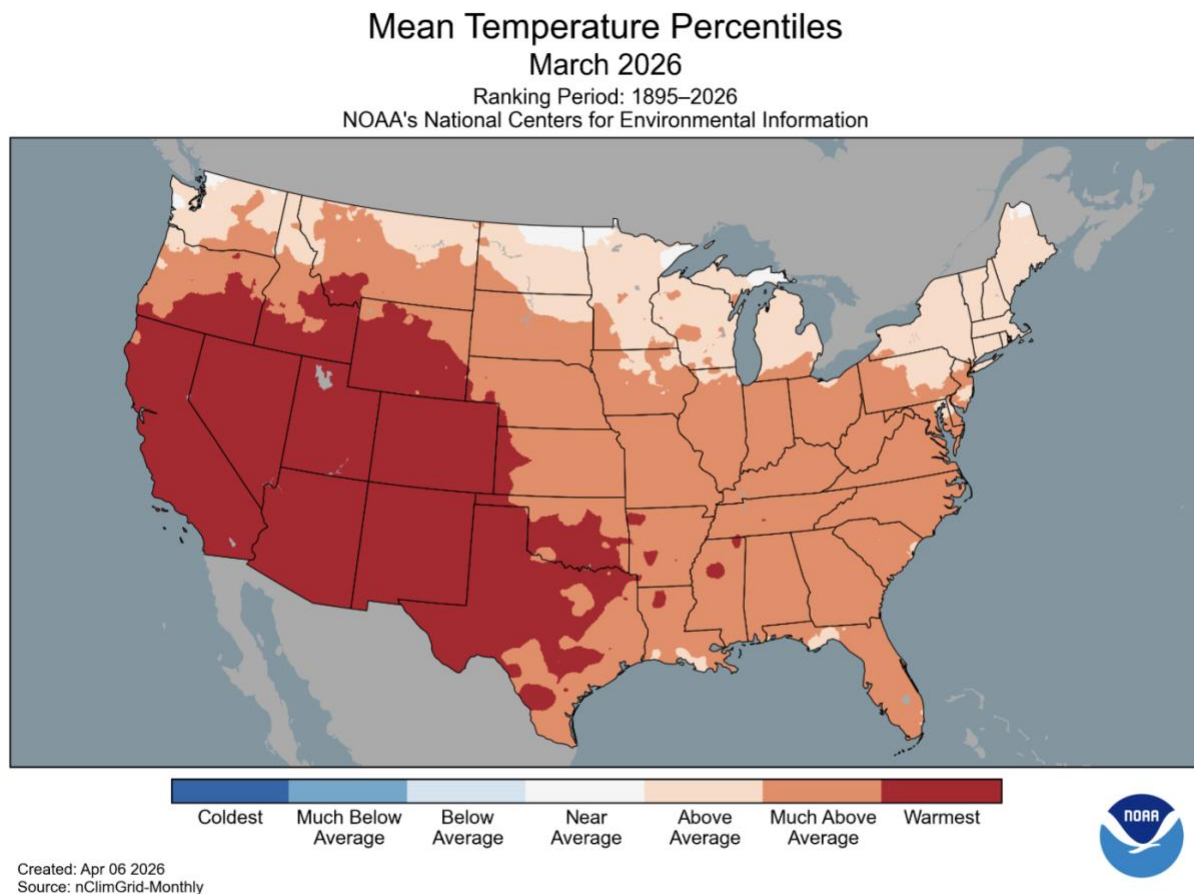 Mean Temperature Percentiles
March 2026
Ranking Period: 1895–2026
NOAA's National Centers for Environmental Information
Coldest
Much Below
Average
Below
Average
Near
Average
Above
Average
Much Above
Average
Warmest
NOAA
Created: Apr 06 2026
Source: nClimGrid-Monthly